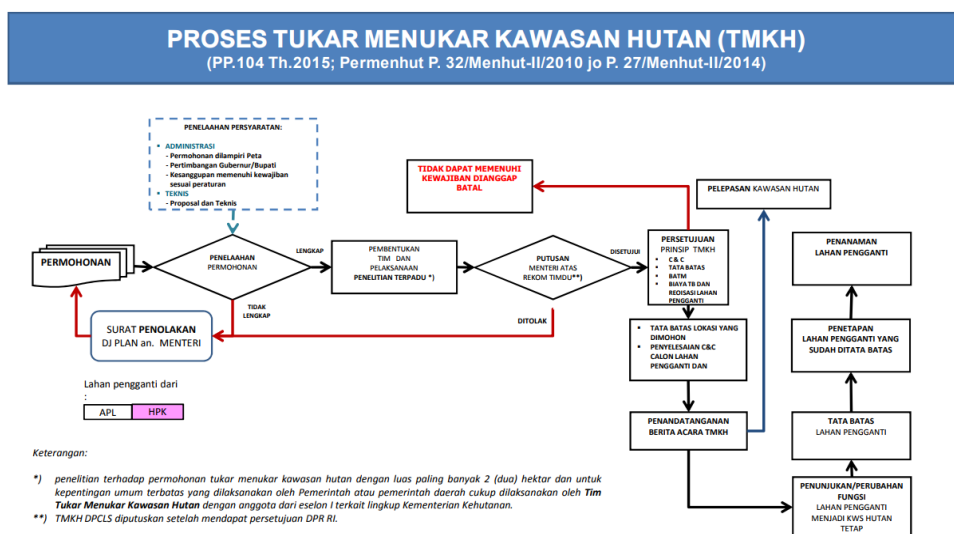 PROSES TUKAR MENUKAR KAWASAN HUTAN (TMKH)
(PP.104 Th.2015; Permenhut P. 32/Menhut-II/2010 jo P. 27/Menhut-II/2014)
PENELAAHAN PERSYARATAN:
▪ ADMINISTRASI
- Permohonan dilampiri Peta
- Pertimbangan Gubernur/Bupati
- Kesanggupan memenuhi kewajiban
sesuai peraturan
▪ TEKNIS
- Proposal dan Teknis
TIDAK DAPAT MEMENUHI
KEWAJIBAN DIANGGAP
BATAL
PELEPASAN KAWASAN HUTAN
PERMOHONAN
PENELAAHAN
PERMOHONAN
LENGKAP
PEMBENTUKAN
TIM DAN
PELAKSANAAN
PENELITIAN TERPADU *)
PUTUSAN
MENTERI ATAS
REKOM TIMDU**)
DISETUJUI
PERSETUJUAN
PRINSIP TMKH
▪ C & C
▪ TATA BATAS
▪ BATM
▪ BIAYA TB DAN
REDISASI LAHAN
PENGGANTI
PENANAMAN
LAHAN PENGGANTI
TIDAK
LENGKAP
DITOLAK
SURAT PENOLAKAN
DJ PLAN an. MENTERI
▪ TATA BATAS LOKASI YANG
DIMOHON
▪ PENYELESAIAN C&C
CALON LAHAN
PENGGANTI DAN
PENETAPAN
LAHAN PENGGANTI YANG
SUDAH DITATA BATAS
Lahan pengganti dari
:
APL HPK
PENANDATANGANAN
BERITA ACARA TMKH
TATA BATAS
LAHAN PENGGANTI
PENUNJUKAN/PERUBAHAN
FUNGSI
LAHAN PENGGANTI
MENJADI KWS HUTAN
TETAP
Keterangan:
*) penelitian terhadap permohonan tukar menukar kawasan hutan dengan luas paling banyak 2 (dua) hektar dan untuk
kepentingan umum terbatas yang dilaksanakan oleh Pemerintah atau pemerintah daerah cukup dilaksanakan oleh Tim
Tukar Menukar Kawasan Hutan dengan anggota dari eselon I terkait lingkup Kementerian Kehutanan.
**) TMKH DPCLS diputuskan setelah mendapat persetujuan DPR RI.